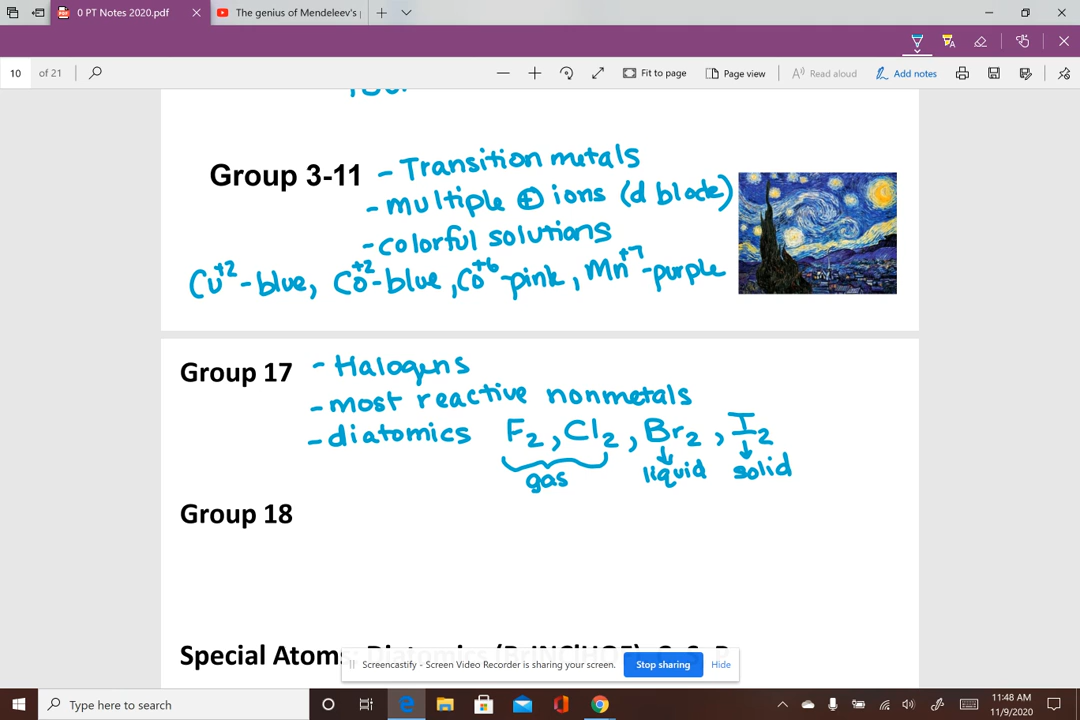 0 PT Notes 2020.pdf
The genius of Mendeleev's
10 of 21
Fit to page
Page view
Read aloud
Add notes
Group 3-11 - Transition metals
- multiple ⊕ ions (d block)
- colorful solutions
Cu+2 - blue, Co+2 - blue, Co+6 - pink, Mn+7 - purple
Group 17 - Halogens
- most reactive nonmetals
- diatomics F2, Cl2, Br2, I2
gas liquid solid
Group 18
Special Atoms: Diatomics (BrINClHOF), C, S, P
Screencastify - Screen Video Recorder is sharing your screen.
Stop sharing
Hide
Type here to search
11:48 AM
11/9/2020